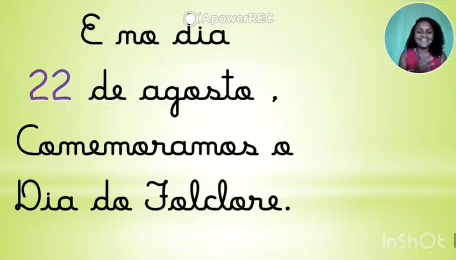 ApowerREC
E no dia
22 de agosto ,
Comemoramos o
Dia do Folclore.
InShOt